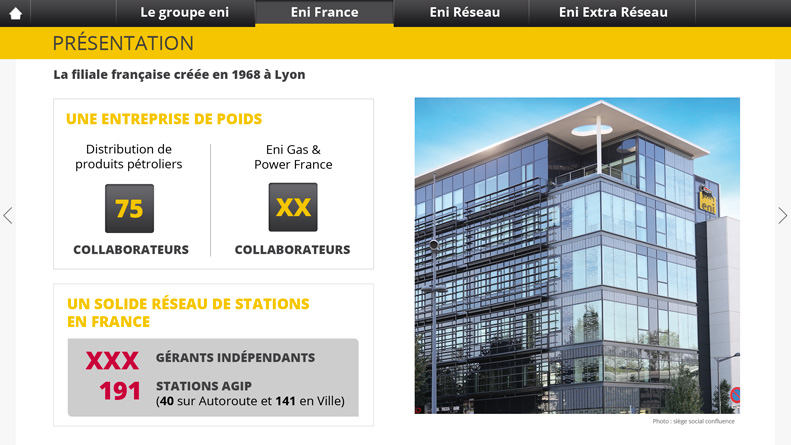 Le groupe eni
Eni France
Eni Réseau
Eni Extra Réseau
PRÉSENTATION
La filiale française créée en 1968 à Lyon
UNE ENTREPRISE DE POIDS
Distribution de
produits pétroliers
75
COLLABORATEURS
Eni Gas &
Power France
XX
COLLABORATEURS
UN SOLIDE RÉSEAU DE STATIONS
EN FRANCE
XXX GÉRANTS INDÉPENDANTS
191 STATIONS AGIP
(40 sur Autoroute et 141 en Ville)
eni
Photo : siège social confluence